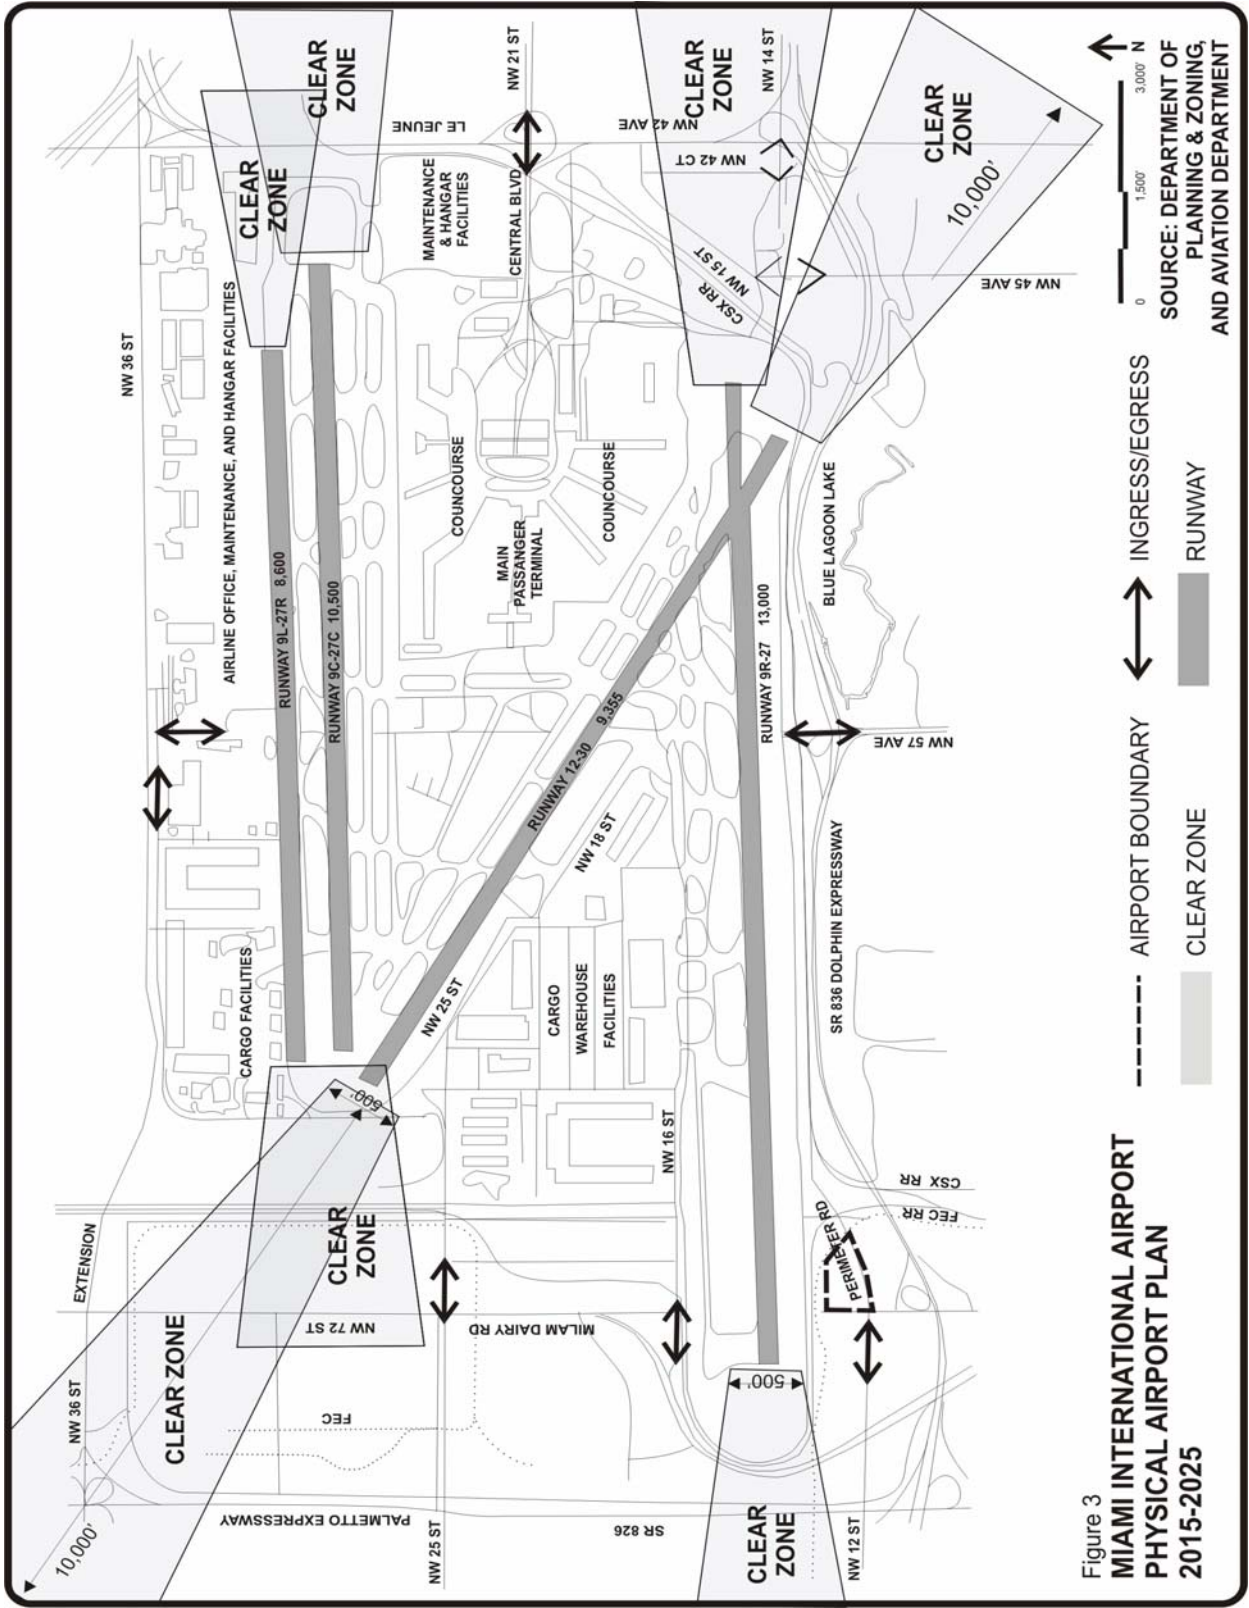 NW 36 ST
EXTENSION
NW 36 ST
AIRLINE OFFICE, MAINTENANCE, AND HANGAR FACILITIES
CARGO FACILITIES
CLEAR
ZONE
CLEAR
ZONE
RUNWAY 9L-27R 8,600
RUNWAY 9C-27C 10,500
10,000'
CLEAR ZONE
CLEAR
ZONE
NW 72 ST
500'
FEC
PALMETTO EXPRESSWAY
LE JEUNE
MAINTENANCE
& HANGAR
FACILITIES
COUNCOURSE
NW 25 ST
NW 25 ST
MILAM DAIRY RD
MAIN
PASSANGER
TERMINAL
CENTRAL BLVD
NW 21 ST
RUNWAY 12-30 9,355
NW 18 ST
CARGO
WAREHOUSE
FACILITIES
COUNCOURSE
SR 826
NW 16 ST
NW 42 AVE
NW 42 CT
CLEAR
ZONE
NW 15 ST
CSX RR
NW 14 ST
RUNWAY 9R-27 13,000
500'
CLEAR
ZONE
NW 12 ST
PERIMETER RD
SR 836 DOLPHIN EXPRESSWAY
BLUE LAGOON LAKE
CSX RR
FEC RR
NW 57 AVE
NW 45 AVE
CLEAR
ZONE
10,000'
Figure 3
MIAMI INTERNATIONAL AIRPORT
PHYSICAL AIRPORT PLAN
2015-2025
AIRPORT BOUNDARY
CLEAR ZONE
INGRESS/EGRESS
RUNWAY
0 1,500' 3,000' N
SOURCE: DEPARTMENT OF
PLANNING & ZONING,
AND AVIATION DEPARTMENT